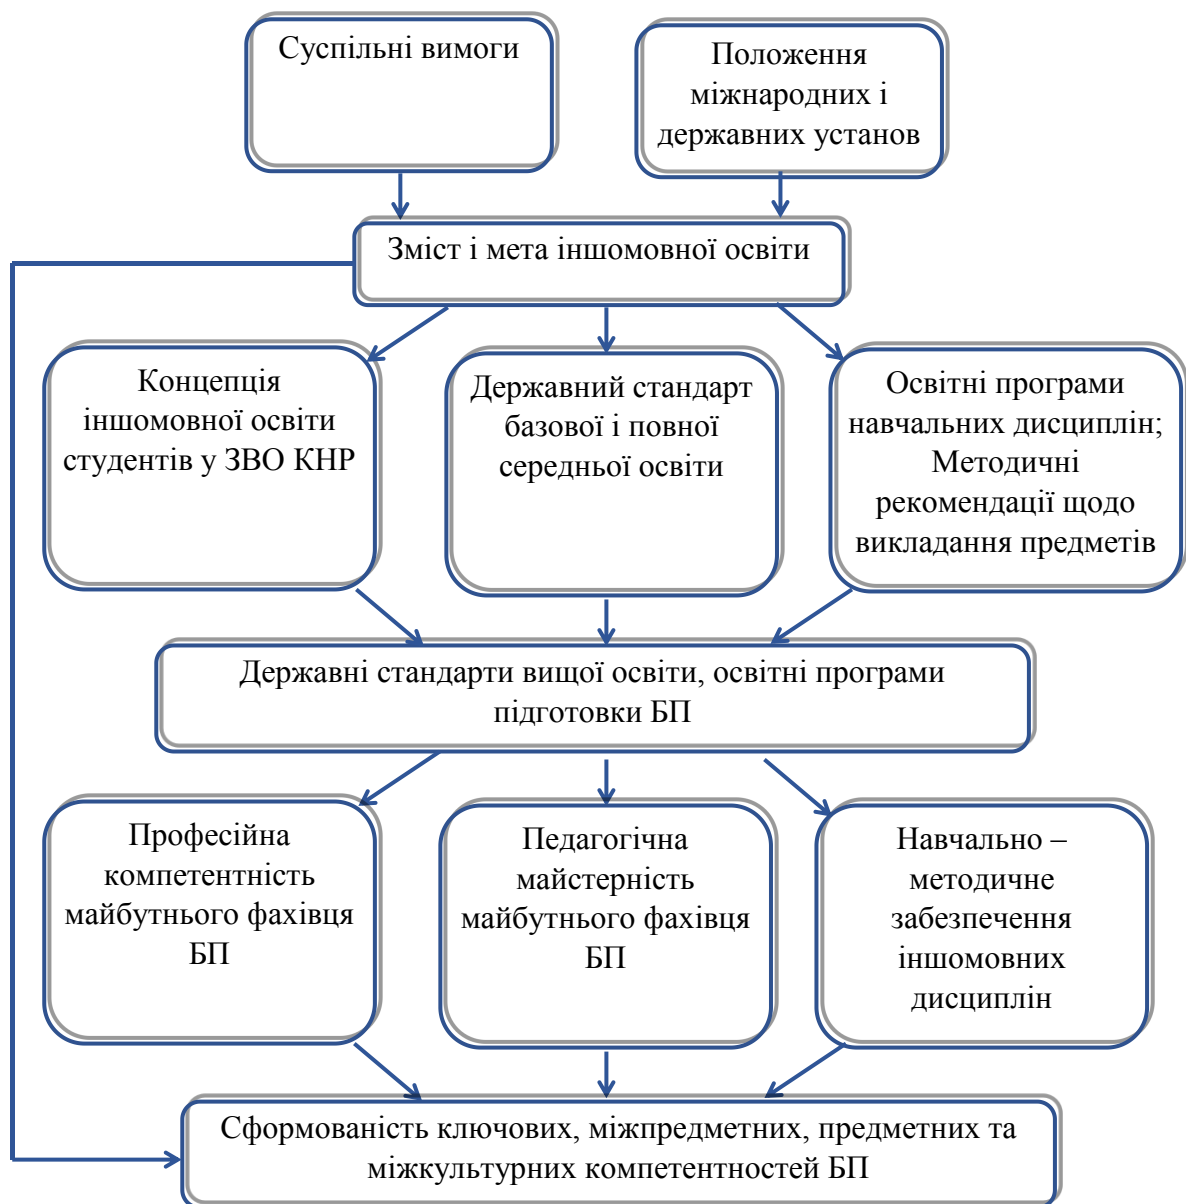 Суспільні вимоги
Положення
міжнародних і
державних установ
Зміст і мета іншомовної освіти
Концепція
іншомовної освіти
студентів у ЗВО КНР
Державний стандарт
базової і повної
середньої освіти
Освітні програми
навчальних дисциплін;
Методичні
рекомендації щодо
викладання предметів
Державні стандарти вищої освіти, освітні програми
підготовки БП
Професійна
компетентність
майбутнього фахівця
БП
Педагогічна
майстерність
майбутнього фахівця
БП
Навчально –
методичне
забезпечення
іншомовних
дисциплін
Сформованість ключових, міжпредметних, предметних та
міжкультурних компетентностей БП